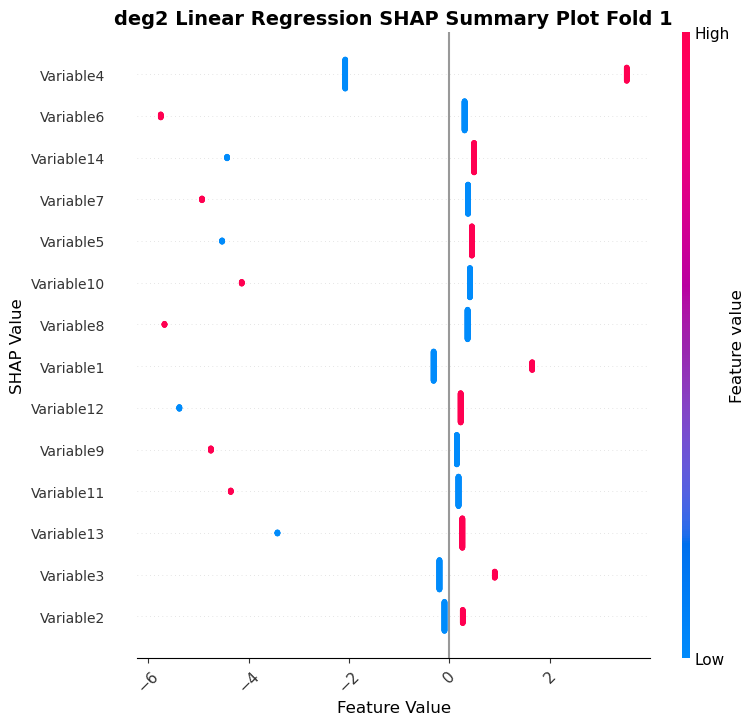 deg2 Linear Regression SHAP Summary Plot Fold 1
High
Variable4
Variable6
Variable14
Variable7
Variable5
Variable10
Variable8
Variable1
Variable12
Variable9
Variable11
Variable13
Variable3
Variable2
SHAP Value
Feature value
Low
−6 −4 −2 0 2
Feature Value